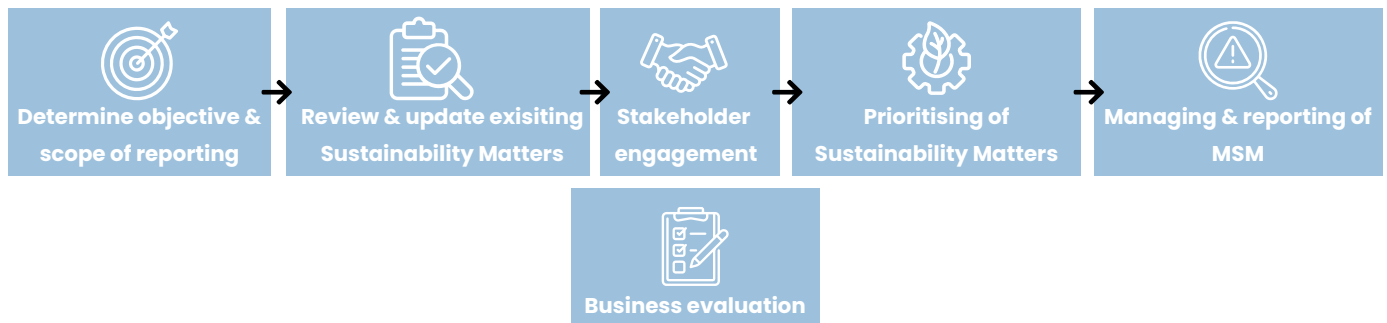 Determine objective &
scope of reporting
Review & update exisiting
Sustainability Matters
Stakeholder
engagement
Prioritising of
Sustainability Matters
Managing & reporting of
MSM
Business evaluation